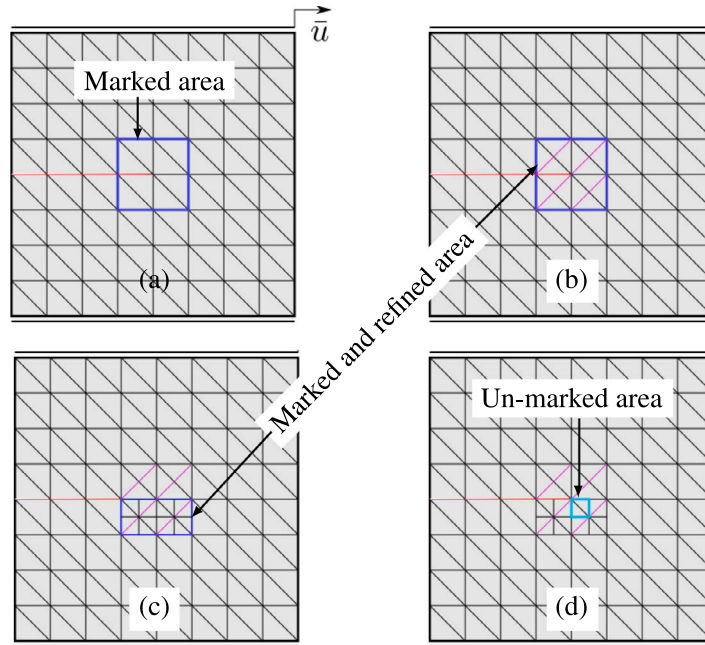 ū
Marked area
(a)
(b)
Marked and refined area
Un-marked area
(c)
(d)